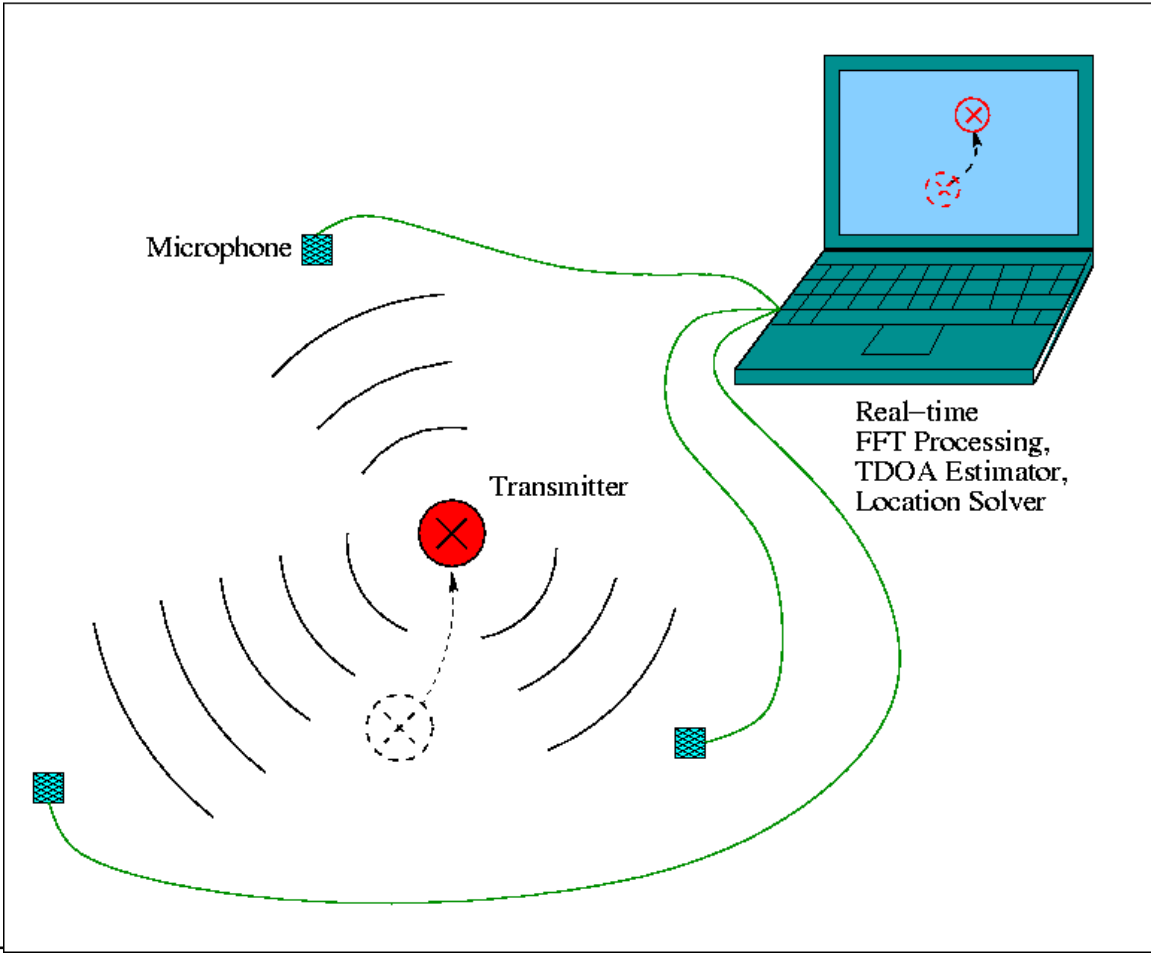 Microphone
Transmitter
Real-time
FFT Processing,
TDOA Estimator,
Location Solver